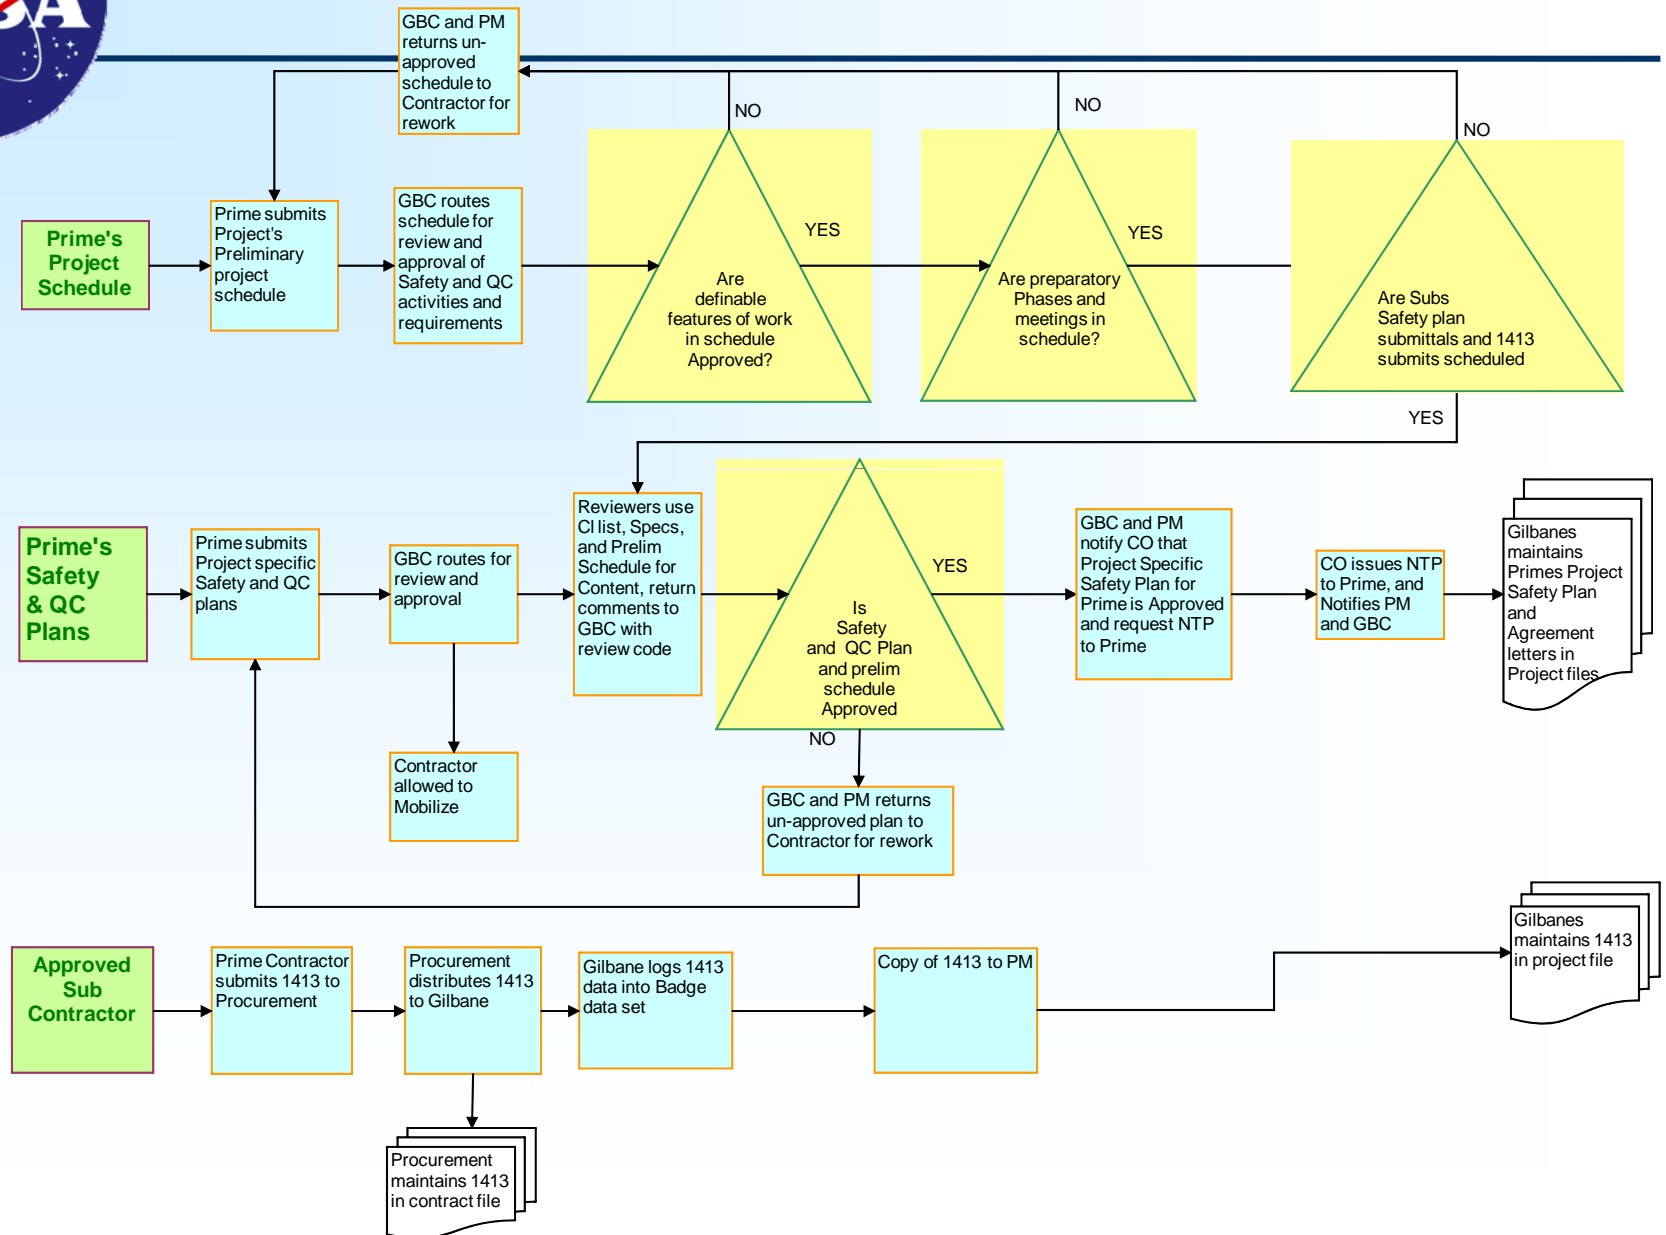 GBC and PM
returns un-
approved
schedule to
Contractor for
rework
NO
NO
NO
Prime's
Project
Schedule
Prime submits
Project's
Preliminary
project
schedule
GBC routes
schedule for
review and
approval of
Safety and QC
activities and
requirements
Are
definable
features of work
in schedule
Approved?
YES
Are preparatory
Phases and
meetings in
schedule?
YES
Are Subs
Safety plan
submittals and 1413
submits scheduled
YES
Prime's
Safety
& QC
Plans
Prime submits
Project specific
Safety and QC
plans
GBC routes for
review and
approval
Contractor
allowed to
Mobilize
Reviewers use
CI list, Specs,
and Prelim
Schedule for
Content, return
comments to
GBC with
review code
Is
Safety
and QC Plan
and prelim
schedule
Approved
YES
NO
GBC and PM returns
un-approved plan to
Contractor for rework
GBC and PM
notify CO that
Project Specific
Safety Plan for
Prime is Approved
and request NTP
to Prime
CO issues NTP
to Prime, and
Notifies PM
and GBC
Gilbanes
maintains
Primes Project
Safety Plan
and
Agreement
letters in
Project files
Approved
Sub
Contractor
Prime Contractor
submits 1413 to
Procurement
Procurement
distributes 1413
to Gilbane
Gilbane logs 1413
data into Badge
data set
Copy of 1413 to PM
Gilbanes
maintains 1413
in project file
Procurement
maintains 1413
in contract file